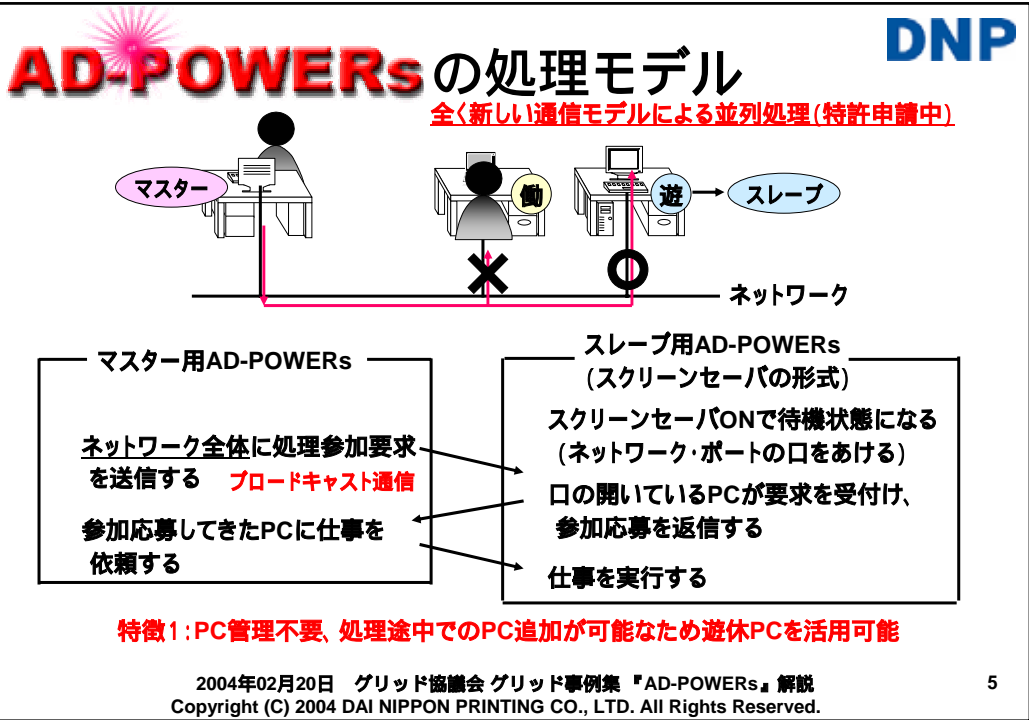 AD-POWERsの処理モデル
DNP
全く新しい通信モデルによる並列処理(特許申請中)
マスター
働
遊
スレーブ
ネットワーク
マスター用AD-POWERs
ネットワーク全体に処理参加要求
を送信する ブロードキャスト通信
参加応募してきたPCに仕事を
依頼する
スレーブ用AD-POWERs
(スクリーンセーバの形式)
スクリーンセーバONで待機状態になる
(ネットワーク・ポートの口をあける)
口の開いているPCが要求を受付け、
参加応募を返信する
仕事を実行する
特徴1:PC管理不要、処理途中でのPC追加が可能なため遊休PCを活用可能
2004年02月20日 グリッド協議会 グリッド事例集 『AD-POWERs』解説
5
Copyright (C) 2004 DAI NIPPON PRINTING CO., LTD. All Rights Reserved.